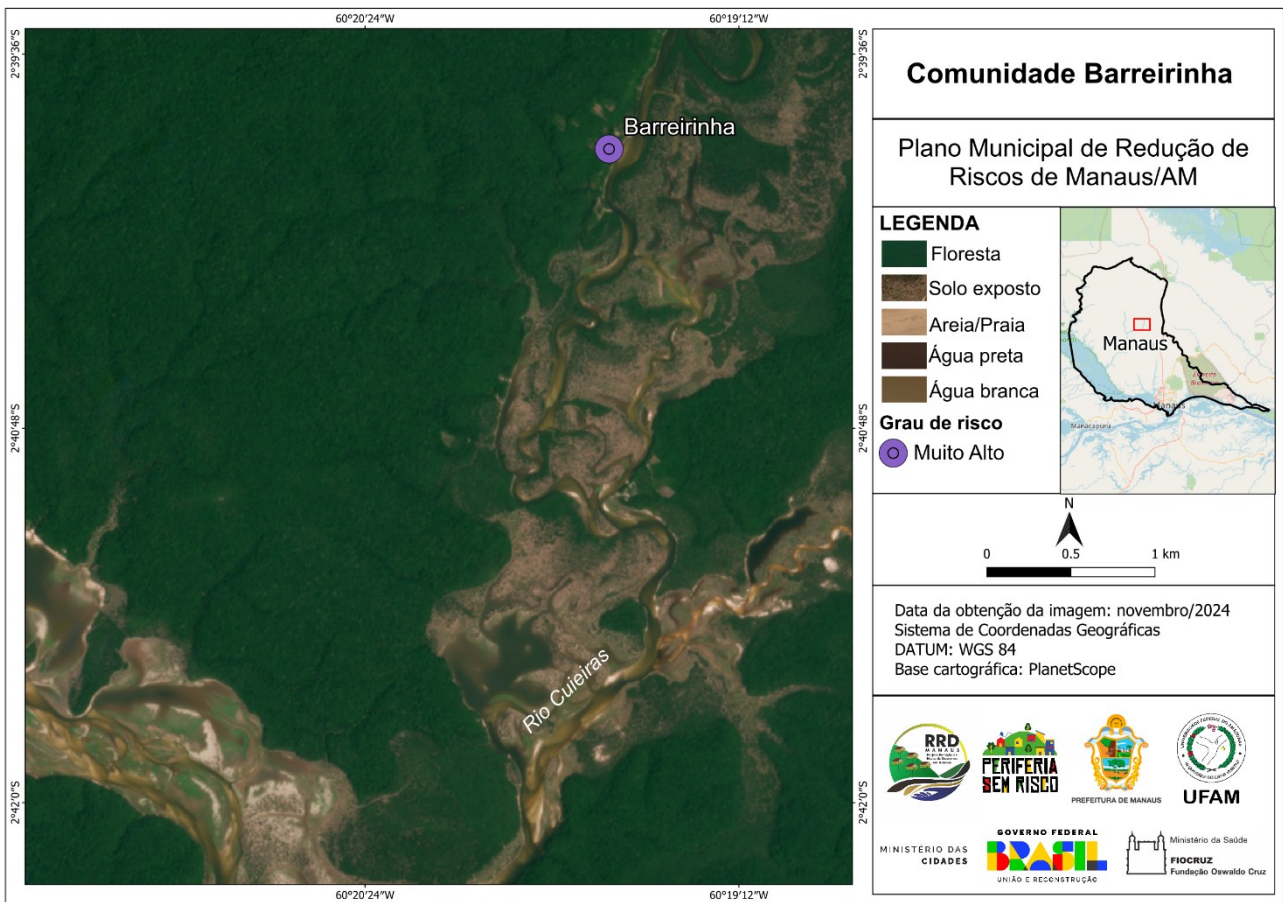 60°20'24"W
60°19'12"W
2°39'36"S
2°39'36"S
Barreirinha
2°40'48"S
2°40'48"S
Rio Cuieiras
2°42'0"S
2°42'0"S
60°20'24"W
60°19'12"W
Comunidade Barreirinha
Plano Municipal de Redução de
Riscos de Manaus/AM
LEGENDA
Floresta
Solo exposto
Areia/Praia
Água preta
Água branca
Grau de risco
Muito Alto
Manaus
Manaus
Manacapuru
N
0 0.5 1 km
Data da obtenção da imagem: novembro/2024
Sistema de Coordenadas Geográficas
DATUM: WGS 84
Base cartográfica: PlanetScope
RRD
MANAUS
PERIFERIA
SEM RISCO
PREFEITURA DE MANAUS
UFAM
MINISTÉRIO DAS
CIDADES
GOVERNO FEDERAL
BRASIL
UNIÃO E RECONSTRUÇÃO
Ministério da Saúde
FIOCRUZ
Fundação Oswaldo Cruz